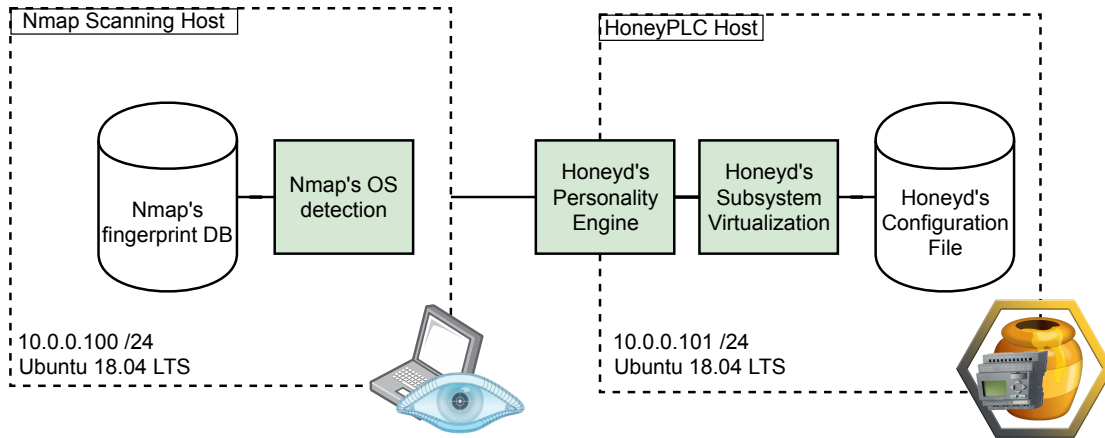 Nmap Scanning Host
HoneyPLC Host
Nmap's
fingerprint DB
Nmap's OS
detection
Honeyd's
Personality
Engine
Honeyd's
Subsystem
Virtualization
Honeyd's
Configuration
File
10.0.0.100 /24
Ubuntu 18.04 LTS
10.0.0.101 /24
Ubuntu 18.04 LTS